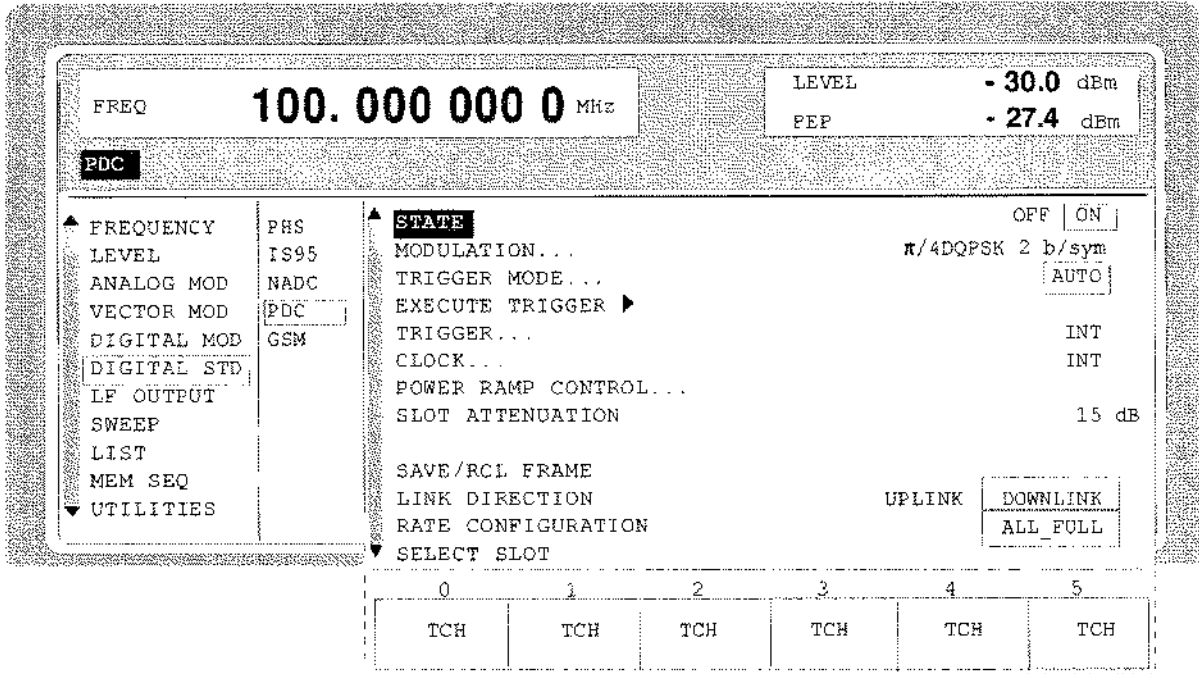 FREQ 100. 000 000 0 MHz
LEVEL - 30.0 dBm
PEP - 27.4 dBm
PDC
FREQUENCY
LEVEL
ANALOG MOD
VECTOR MOD
DIGITAL MOD
DIGITAL STD
LF OUTPUT
SWEEP
LIST
MEM SEQ
UTILITIES
PHS
IS95
NADC
PDC
GSM
STATE OFF ON
MODULATION... π/4DQPSK 2 b/sym
TRIGGER MODE... AUTO
EXECUTE TRIGGER ▶
TRIGGER... INT
CLOCK... INT
POWER RAMP CONTROL...
SLOT ATTENUATION 15 dB
SAVE/RCL FRAME
LINK DIRECTION UPLINK DOWNLINK
RATE CONFIGURATION ALL_FULL
SELECT SLOT
0 1 2 3 4 5
TCH TCH TCH TCH TCH TCH